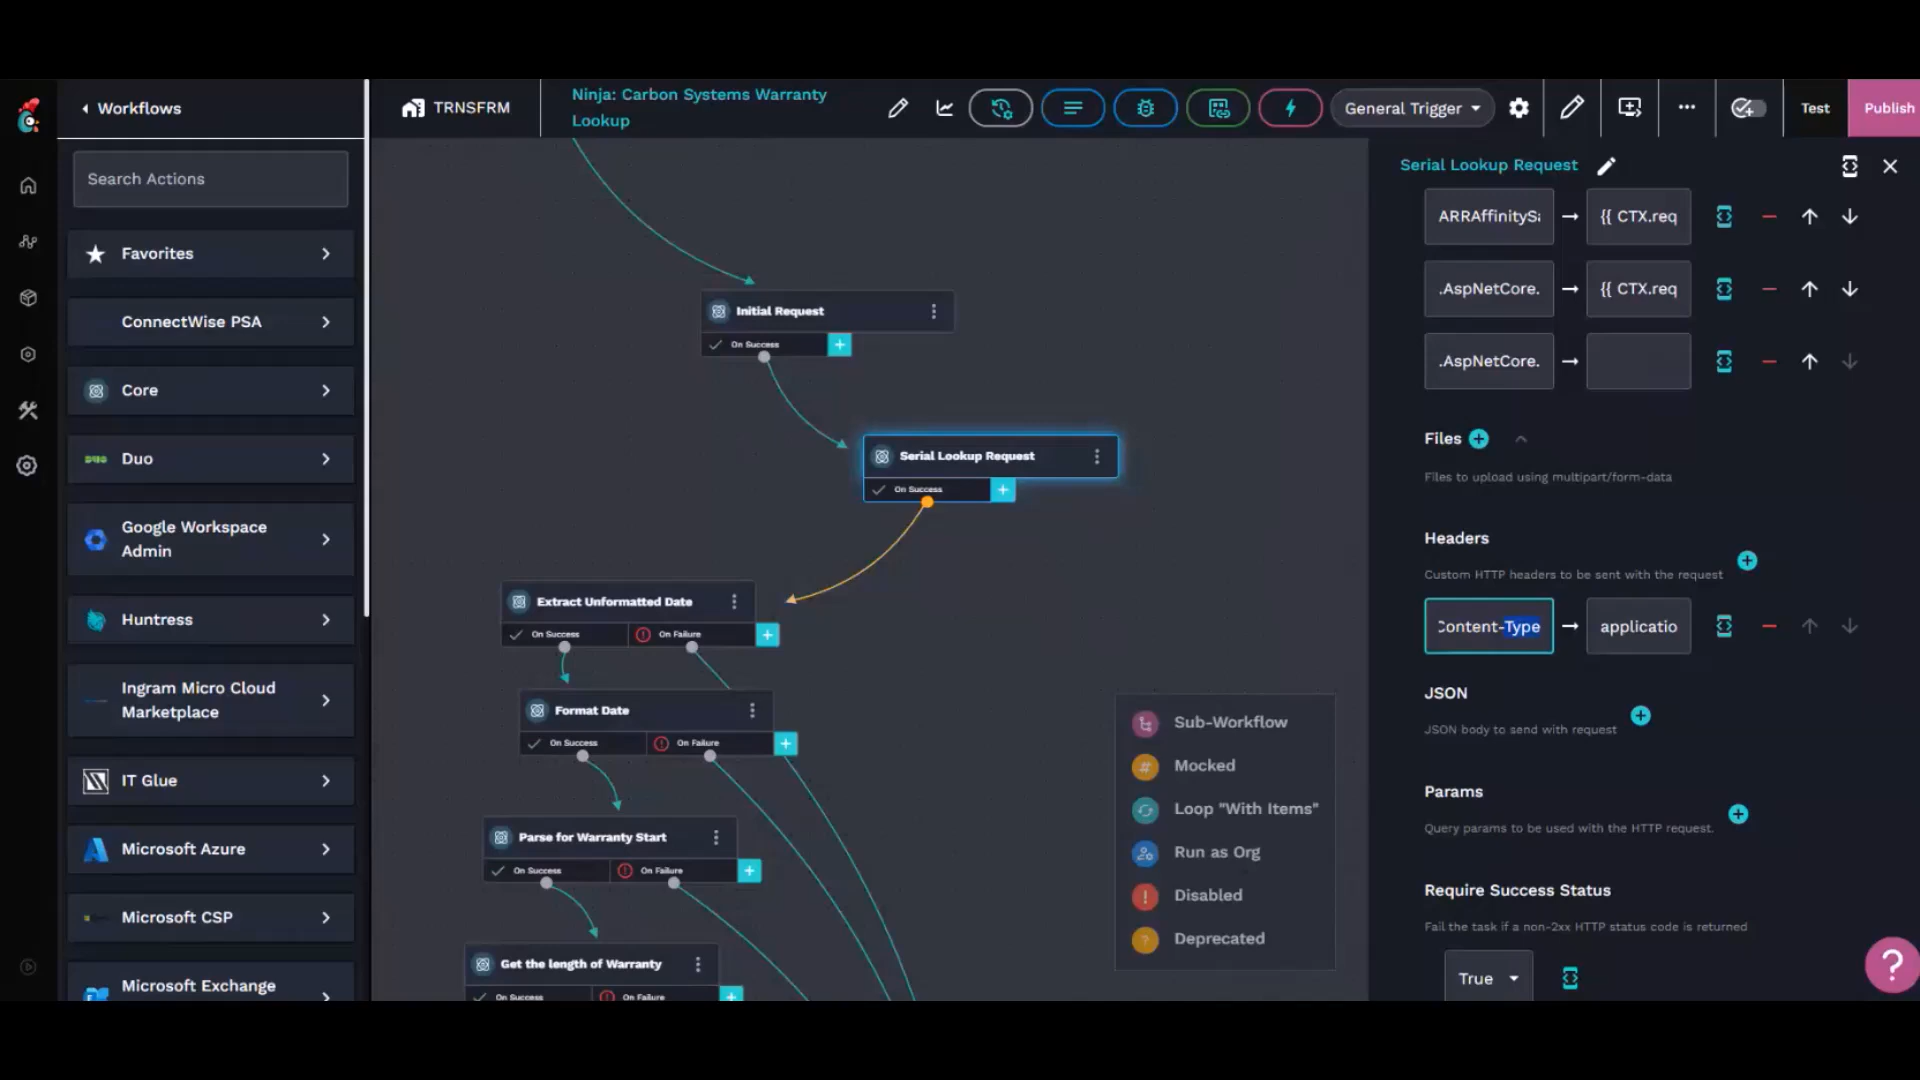 Workflows
TRNSFRM
Ninja: Carbon Systems Warranty
Lookup
General Trigger
Test
Publish
Search Actions
Favorites
ConnectWise PSA
Core
Duo
Google Workspace
Admin
Huntress
Ingram Micro Cloud
Marketplace
IT Glue
Microsoft Azure
Microsoft CSP
Microsoft Exchange
Initial Request
On Success
Serial Lookup Request
On Success
Extract Unformatted Date
On Success
On Failure
Format Date
On Success
On Failure
Parse for Warranty Start
On Success
On Failure
Get the length of Warranty
On Success
On Failure
Sub-Workflow
Mocked
Loop "With Items"
Run as Org
Disabled
Deprecated
Serial Lookup Request
{{ CTX.req
.AspNetCore.
{{ CTX.req
.AspNetCore.
Files
Files to upload using multipart/form-data
Headers
Custom HTTP headers to be sent with the request
Content-Type
applicatio
JSON
JSON body to send with request
Params
Query params to be used with the HTTP request.
Require Success Status
Fail the task if a non-2xx HTTP status code is returned
True
?